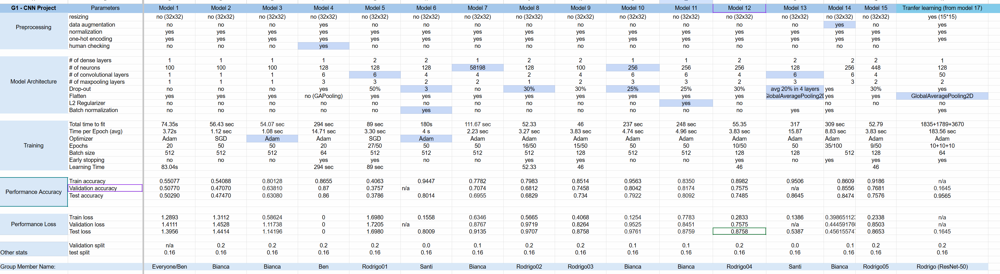 G1 - CNN Project Parameters Model 1 Model 2 Model 3 Model 4 Model 5 Model 6 Model 7 Model 8 Model 9 Model 10 Model 11 Model 12 Model 13 Model 14 Model 15 Tranfer learning (from model 17)
resizing no (32x32) no (32x32) no (32x32) no (32x32) no (32x32) no (32x32) no (32x32) no (32x32) no (32x32) no (32x32) no (32x32) no (32x32) no (32x32) no (32x32) no (32x32) yes (15*15)
Preprocessing
data augmentation no no no yes no no no no no no no no no yes no yes
normalization yes yes yes yes yes yes yes yes yes yes yes yes yes yes yes yes
one-hot encoding yes yes yes yes yes yes yes yes yes yes yes yes yes yes yes yes
human checking no no no yes no no no no no no no no no no no
# of dense layers 1 1 1 1 2 2 1 2 2 1 1 2 2 2 2 1
# of neurons 100 100 100 128 128 128 58198 128 100 256 256 256 128 256 448 128
# of convolutional layers 1 1 1 6 6 4 4 2 4 6 6 4 6 6 4 50
Model Architecture # of maxpooling layers 1 1 1 3 3 2 2 1 2 3 3 2 3 3 2 2
Drop-out no no no yes 50% 3 no 30% 30% 25% 25% 30% avg 20% in 4 layers yes 30% yes
Flatten yes yes yes no (GAPooling) yes yes yes yes yes yes yes yes GlobalAveragePooling2D yes yes GlobalAveragePooling2D
L2 Regularizer no no no no no no no no no no yes no no no no
Batch normalization no no no no no yes no no no no no no yes yes yes
Total time to fit 74.35s 56.43 sec 54.07 sec 294 sec 89 sec 180s 111.67 sec 52.33 46 237 sec 248 sec 55.35 317 309 sec 52.79 1835+1789+3670
Time per Epoch (avg) 3.72s 1.12 sec 1.08 sec 14.71 sec 3.30 sec 4 s 2.23 sec 3.27 sec 3.83 sec 4.74 sec 4.96 sec 3.83 sec 15.87 8.83 sec 3.83 sec 183.56 sec
Optimizer Adam SGD Adam Adam SGD Adam Adam Adam Adam Adam Adam Adam Adam Adam Adam Adam
Training Epochs 20 50 50 20 27/50 50 50 16/50 15/50 50 50 10/50 50 35/100 9/50 10+10+10
Batch size 512 512 512 64 512 512 512 512 128 512 512 128 128 512 128 64
Early stopping no no no yes yes no no yes yes no no yes no yes yes yes
Learning Time 83.04s 294 sec 89 sec 52.33 46 46 46
Train accuracy 0.55077 0.54088 0.80128 0.8655 0.4063 0.9447 0.7782 0.7983 0.8514 0.9563 0.8350 0.8982 0.9506 0.8609 0.9186 n/a
Performance Accuracy Validation accuracy 0.50770 0.47070 0.63810 0.87 0.3757 n/a 0.7074 0.6812 0.7458 0.8042 0.8174 0.7575 n/a 0.8556 0.7681 0.1645
Test accuracy 0.50290 0.47470 0.63080 0.86 0.3786 0.8014 0.6955 0.6829 0.734 0.7922 0.8092 0.7485 0.8645 0.8474 0.7576 0.9565
Train loss 1.2893 1.3112 0.58624 0 1.6980 0.1558 0.6346 0.5665 0.4068 0.1254 0.7783 0.2833 0.1386 0.398651123 0.2338 n/a
Performance Loss Validation loss 1.4111 1.4528 1.11738 0 1.7205 n/a 0.8767 0.9719 0.8264 0.9525 0.8451 0.7575 n/a 0.444591760 0.8503 n/a
Test loss 1.3956 1.4414 1.14196 0 1.6980 0.8009 0.9135 0.9707 0.8758 0.9761 0.8759 0.8758 0.5387 0.456155747 0.8653 0.1645
Validation split n/a 0.2 0.2 0.2 0.2 0.0 0.1 0.2 0.2 0.1 0.1 0.2 0.0 0.1 0.2 0.2
Other stats test split 0.16 0.16 0.16 0.16 0.16 0.16 0.16 0.16 0.16 0.16 0.16 0.16 0.16 0.16 0.16 0.16
Group Member Name: Everyone/Ben Bianca Bianca Ben Rodrigo01 Santi Bianca Rodrigo02 Rodrigo03 Bianca Bianca Rodrigo04 Santi Bianca Rodrigo05 Rodrigo (ResNet-50)